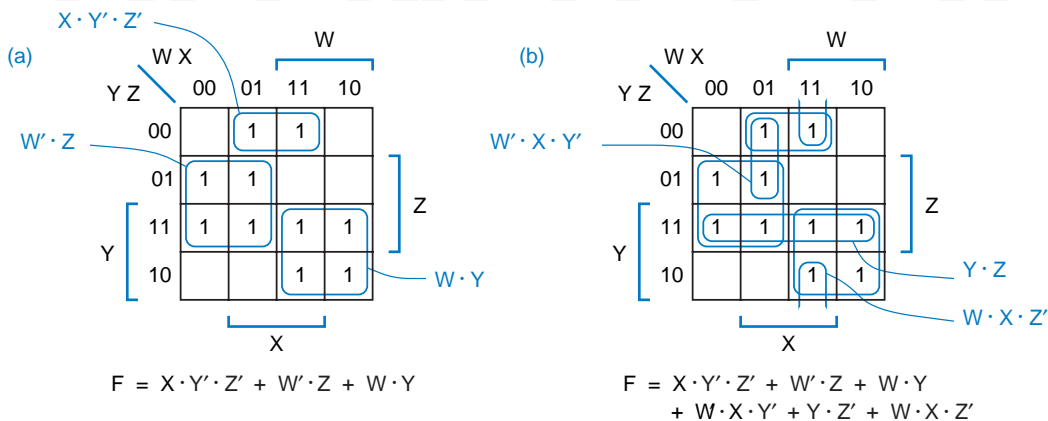 X · Y′ · Z′
(a)
W X
W
Y Z
00 01 11 10
00 1 1
W′ · Z
01 1 1
11 1 1 1 1
Z
Y
10 1 1
W · Y
X
F = X · Y′ · Z′ + W′ · Z + W · Y
(b)
W X
W
Y Z
00 01 11 10
00 1 1
W′ · X · Y′
01 1 1
11 1 1 1 1
Z
Y
10 1 1
Y · Z
W · X · Z′
X
F = X · Y′ · Z′ + W′ · Z + W · Y
+ W′ · X · Y′ + Y · Z′ + W · X · Z′